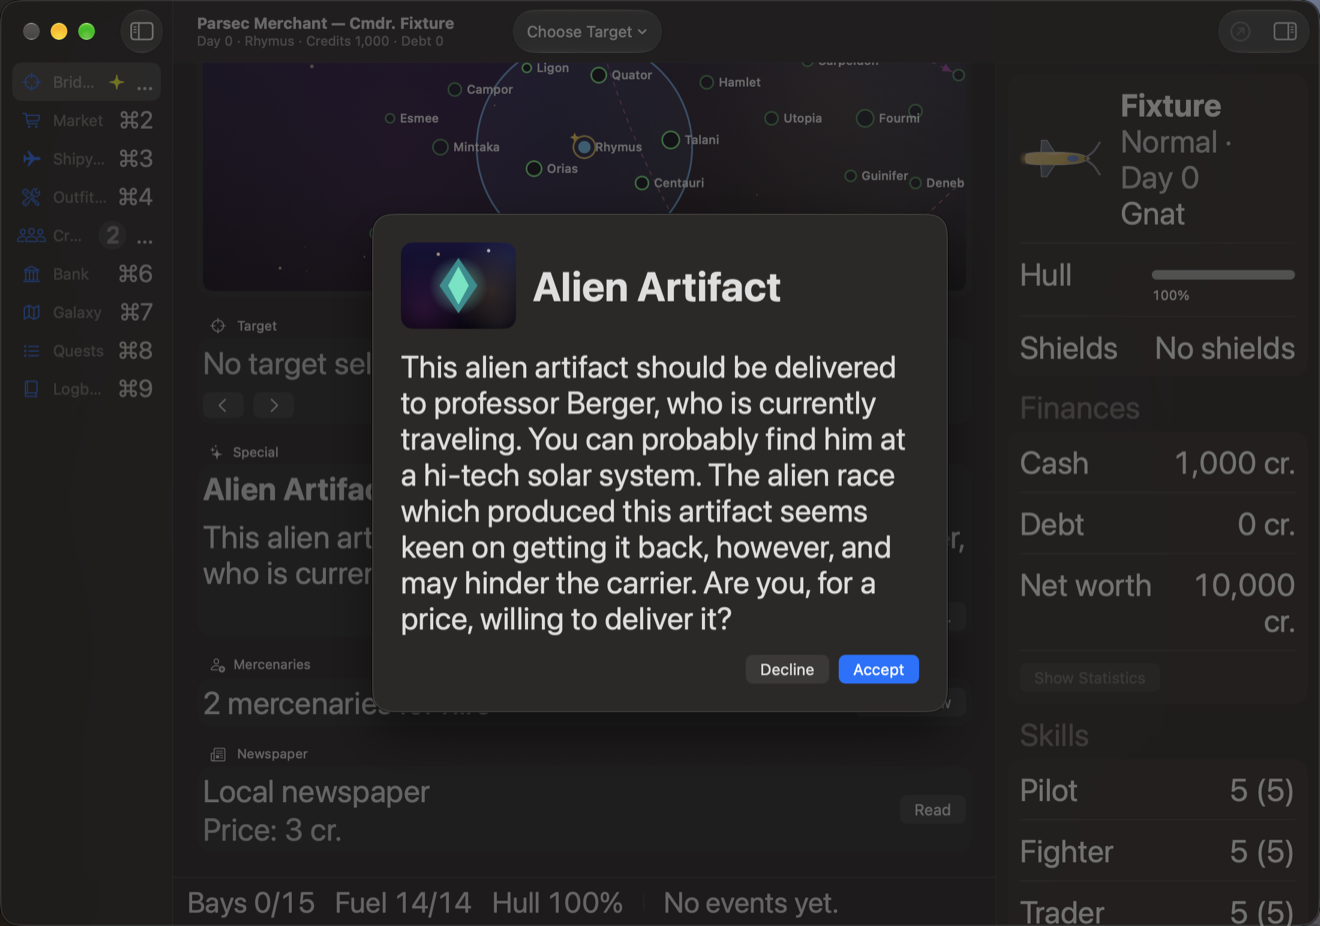 Parsec Merchant — Cmdr. Fixture
Day 0 · Rhymus · Credits 1,000 · Debt 0
Choose Target
Brid... ...
Market ⌘2
Shipy... ⌘3
Outfit... ⌘4
Cr... 2 ...
Bank ⌘6
Galaxy ⌘7
Quests ⌘8
Logb... ⌘9
Ligon
Quator
Campor
Hamlet
Esmee
Utopia
Fourmi
Mintaka
Rhymus
Talani
Orias
Centauri
Guinifer
Deneb
Target
No target sel
Special
Alien Artifac
This alien art
who is currer
Mercenaries
2 mercenaries for hire
Newspaper
Local newspaper
Price: 3 cr.
Read
Alien Artifact
This alien artifact should be delivered
to professor Berger, who is currently
traveling. You can probably find him at
a hi-tech solar system. The alien race
which produced this artifact seems
keen on getting it back, however, and
may hinder the carrier. Are you, for a
price, willing to deliver it?
Decline
Accept
Fixture
Normal ·
Day 0
Gnat
Hull
100%
Shields No shields
Finances
Cash 1,000 cr.
Debt 0 cr.
Net worth 10,000
cr.
Show Statistics
Skills
Pilot 5 (5)
Fighter 5 (5)
Trader 5 (5)
Bays 0/15 Fuel 14/14 Hull 100% No events yet.